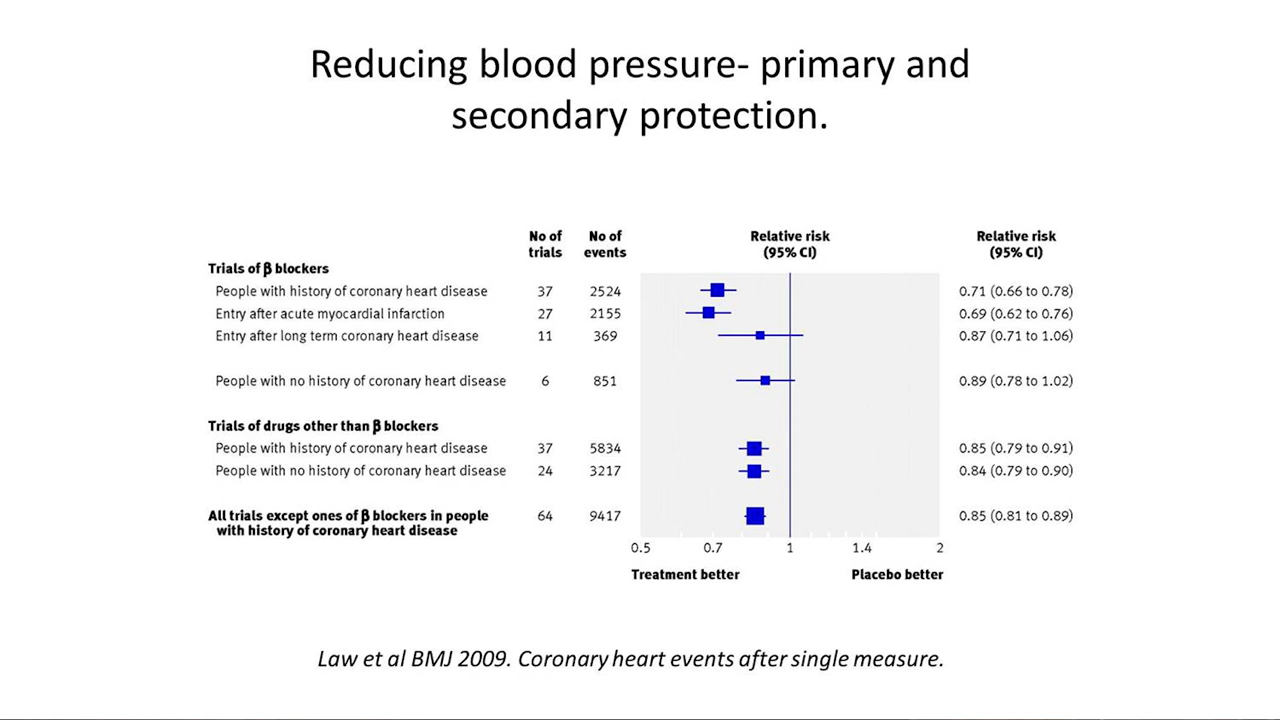 Reducing blood pressure- primary and
secondary protection.
No of trials No of events Relative risk (95% CI) Relative risk (95% CI)
Trials of β blockers
People with history of coronary heart disease 37 2524 0.71 (0.66 to 0.78)
Entry after acute myocardial infarction 27 2155 0.69 (0.62 to 0.76)
Entry after long term coronary heart disease 11 369 0.87 (0.71 to 1.06)
People with no history of coronary heart disease 6 851 0.89 (0.78 to 1.02)
Trials of drugs other than β blockers
People with history of coronary heart disease 37 5834 0.85 (0.79 to 0.91)
People with no history of coronary heart disease 24 3217 0.84 (0.79 to 0.90)
All trials except ones of β blockers in people 64 9417 0.85 (0.81 to 0.89)
with history of coronary heart disease
0.5 0.7 1 1.4 2
Treatment better Placebo better
Law et al BMJ 2009. Coronary heart events after single measure.